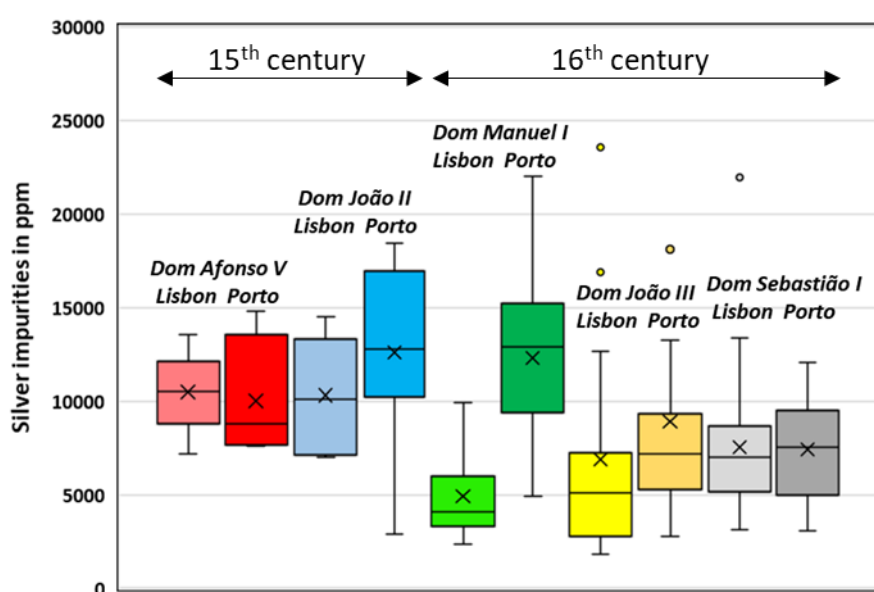 30000
25000
20000
15000
10000
5000
0
Silver impurities in ppm
15th century
16th century
Dom Manuel I
Lisbon Porto
Dom João II
Lisbon Porto
Dom Afonso V
Lisbon Porto
Dom João III
Lisbon Porto
Dom Sebastião I
Lisbon Porto